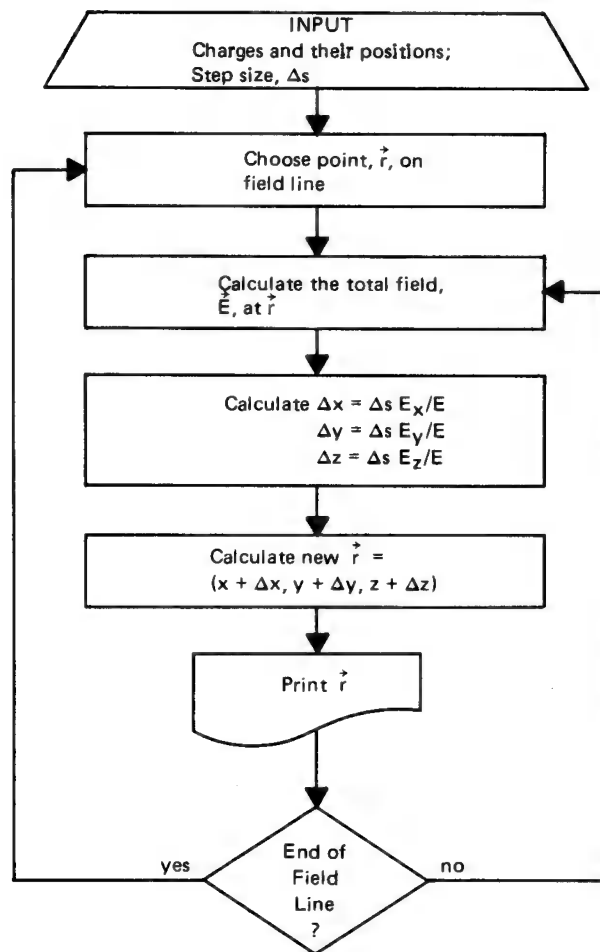 INPUT
Charges and their positions;
Step size, Δs
Choose point, r⃗, on
field line
Calculate the total field,
E⃗, at r⃗
Calculate Δx = Δs Eₓ/E
Δy = Δs E_y/E
Δz = Δs E_z/E
Calculate new r⃗ =
(x + Δx, y + Δy, z + Δz)
Print r⃗
yes
End of
Field
Line
?
no